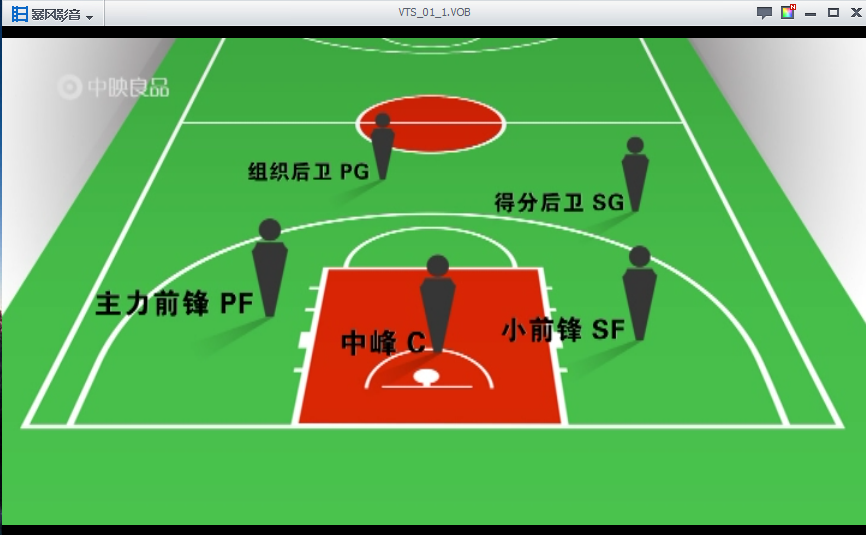 暴风影音
VTS_01_1.VOB
中映良品
组织后卫 PG
得分后卫 SG
主力前锋 PF
小前锋 SF
中峰 C